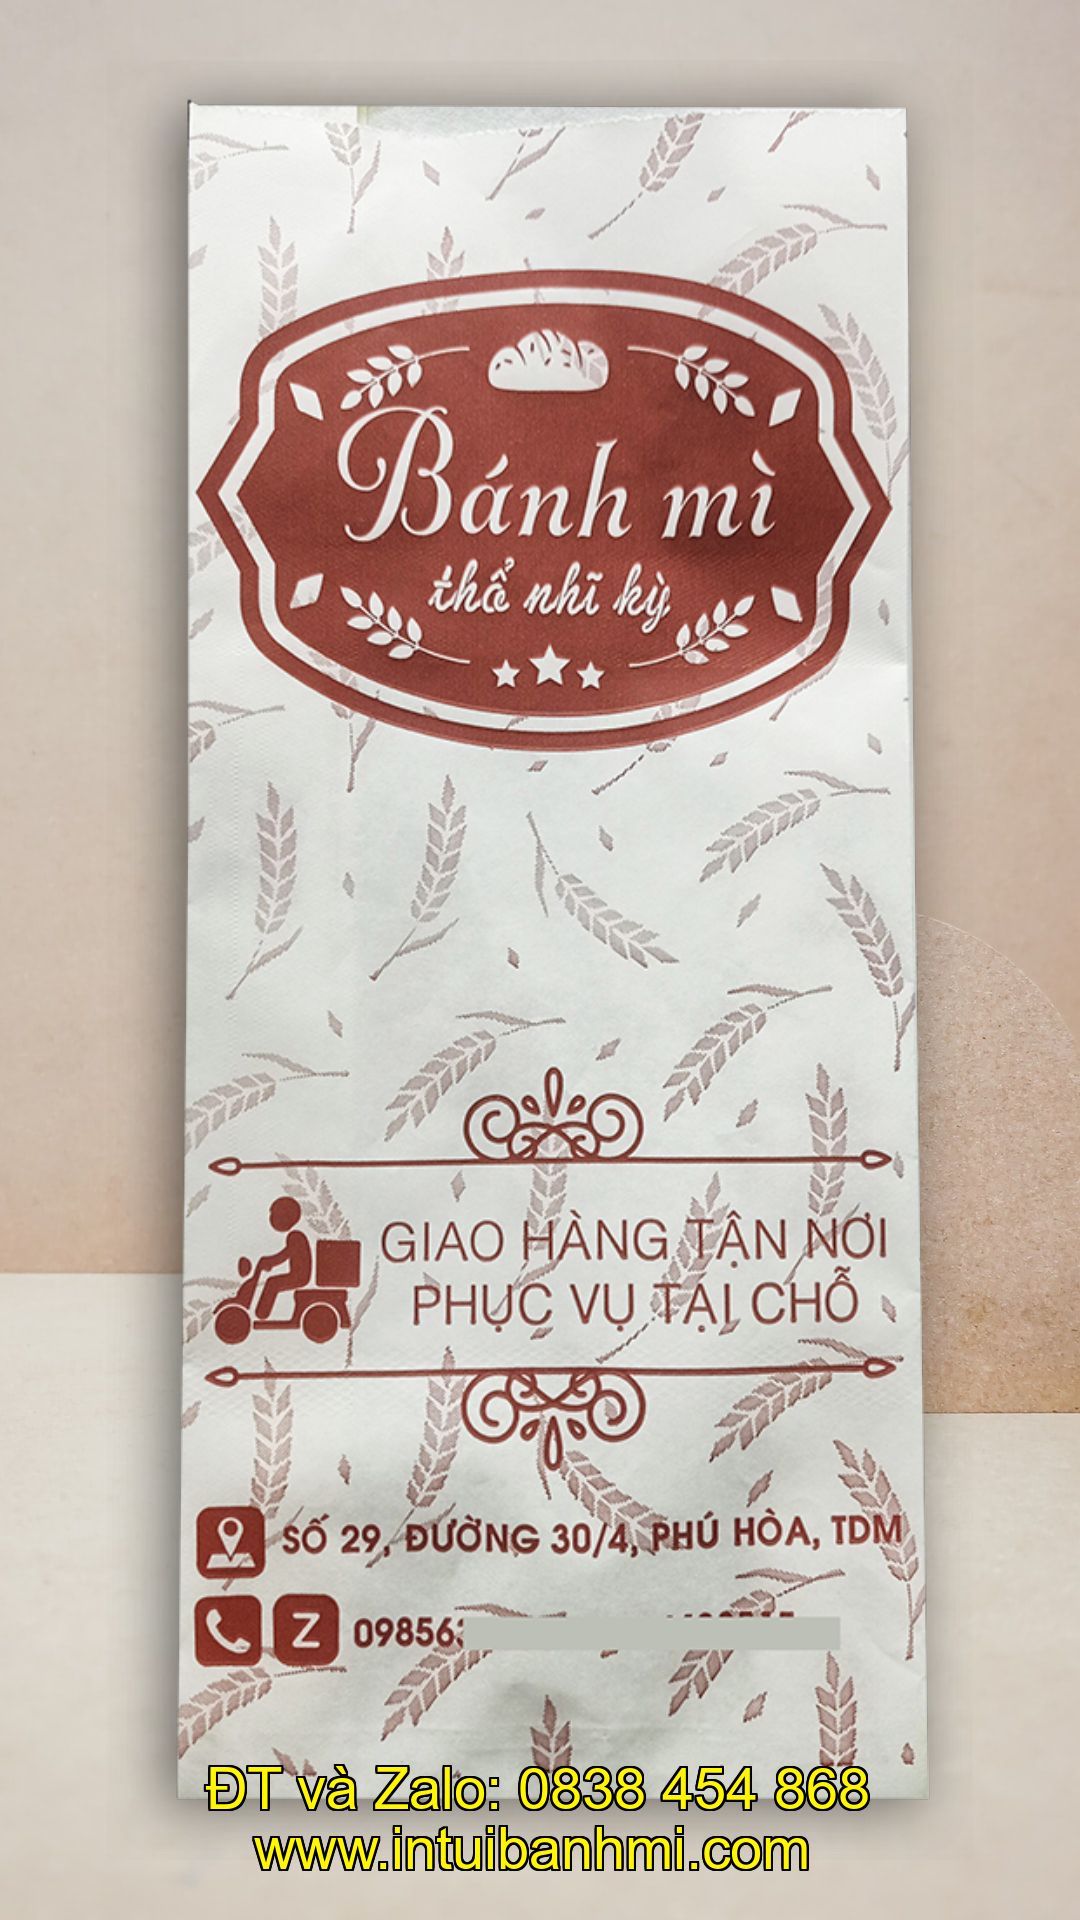 Bánh mì
thổ nhĩ kỳ
GIAO HÀNG TẬN NƠI
PHỤC VỤ TẠI CHỖ
SỐ 29, ĐƯỜNG 30/4, PHÚ HÒA, TDM
Z 09856
ĐT và Zalo: 0838 454 868
www.intuibanhmi.com